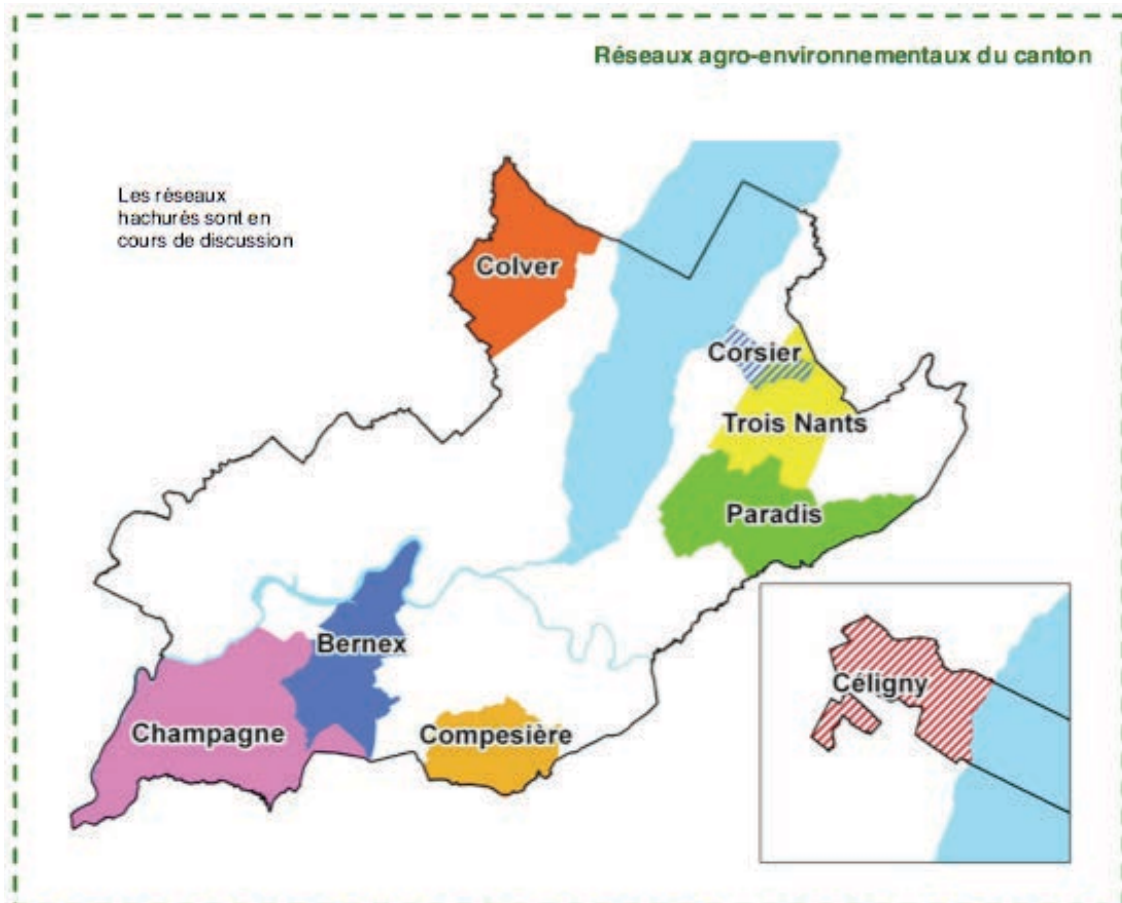 Réseaux agro-environnementaux du canton
Les réseaux
hachurés sont en
cours de discussion
Colver
Corsier
Trois Nants
Paradis
Bernex
Céligny
Champagne
Compesière